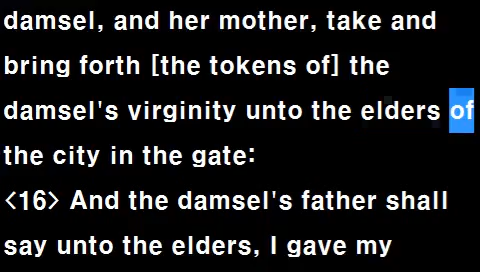 damsel, and her mother, take and
bring forth [the tokens of] the
damsel's virginity unto the elders of
the city in the gate:
<16> And the damsel's father shall
say unto the elders, I gave my